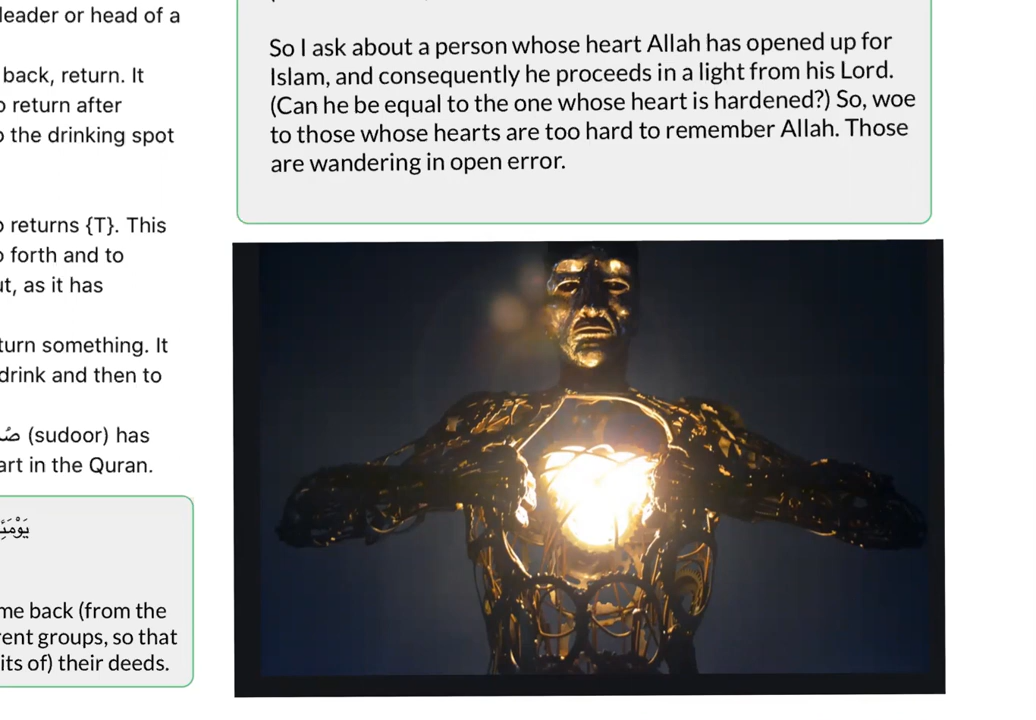 leader or head of a
back, return. It
return after
the drinking spot
returns {T}. This
forth and to
as it has
turn something. It
drink and then to
(sudoor) has
in the Quran.
back (from the
groups, so that
of) their deeds.
So I ask about a person whose heart Allah has opened up for
Islam, and consequently he proceeds in a light from his Lord.
(Can he be equal to the one whose heart is hardened?) So, woe
to those whose hearts are too hard to remember Allah. Those
are wandering in open error.